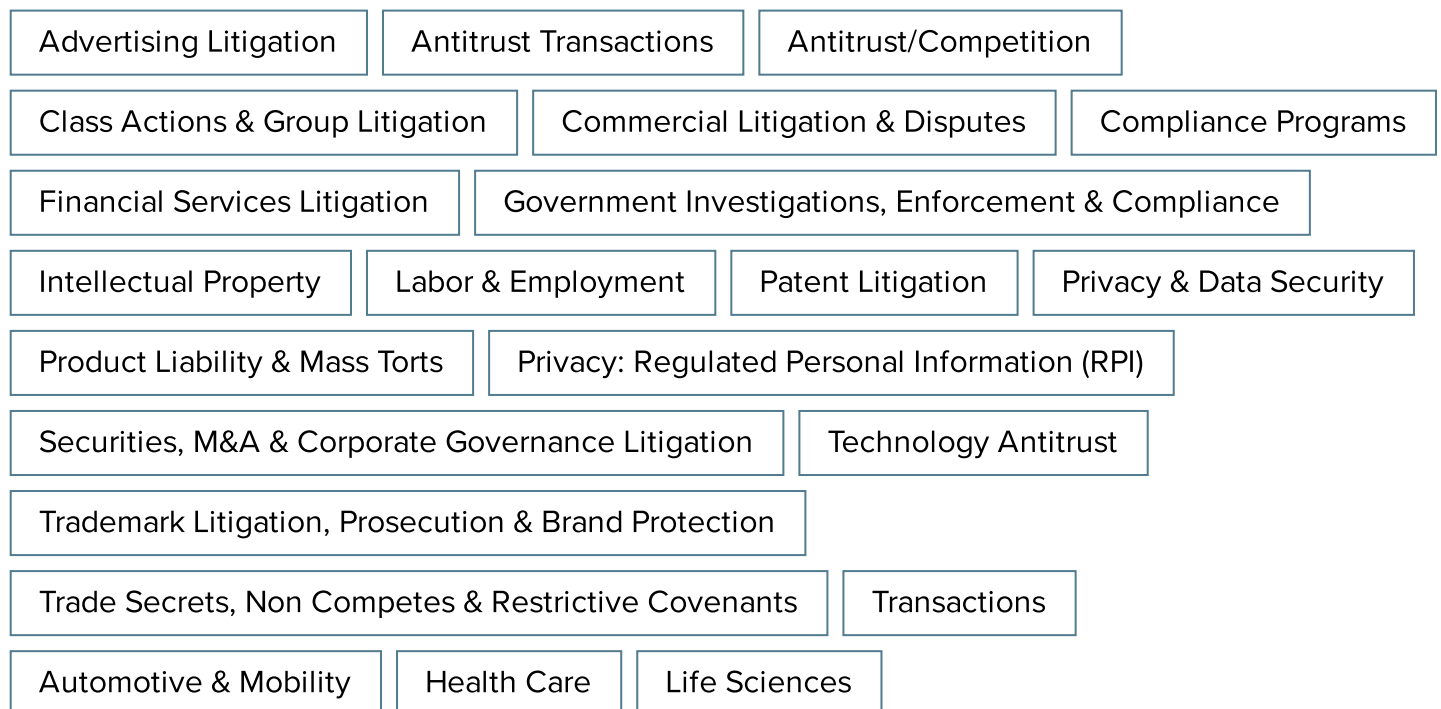 Advertising Litigation Antitrust Transactions Antitrust/Competition
Class Actions & Group Litigation Commercial Litigation & Disputes Compliance Programs
Financial Services Litigation Government Investigations, Enforcement & Compliance
Intellectual Property Labor & Employment Patent Litigation Privacy & Data Security
Product Liability & Mass Torts Privacy: Regulated Personal Information (RPI)
Securities, M&A & Corporate Governance Litigation Technology Antitrust
Trademark Litigation, Prosecution & Brand Protection
Trade Secrets, Non Competes & Restrictive Covenants Transactions
Automotive & Mobility Health Care Life Sciences